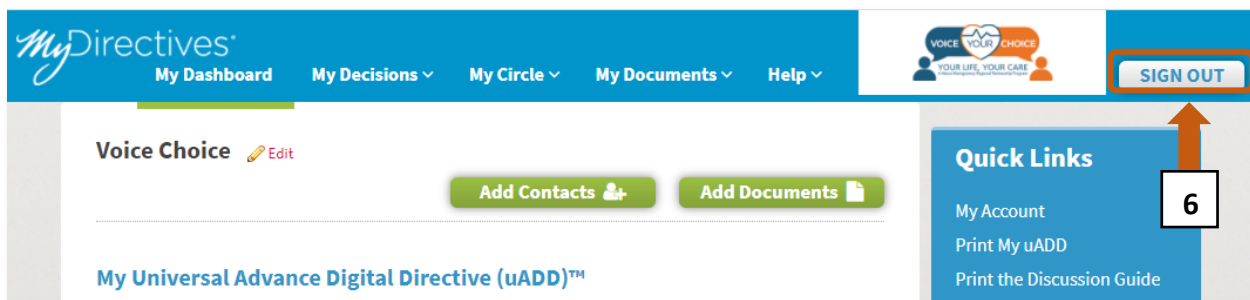 MyDirectives®
My Dashboard My Decisions My Circle My Documents Help
VOICE YOUR CHOICE
YOUR LIFE, YOUR CARE
SIGN OUT
Voice Choice Edit
Add Contacts Add Documents
My Universal Advance Digital Directive (uADD)™
Quick Links
My Account
Print My uADD
Print the Discussion Guide
6